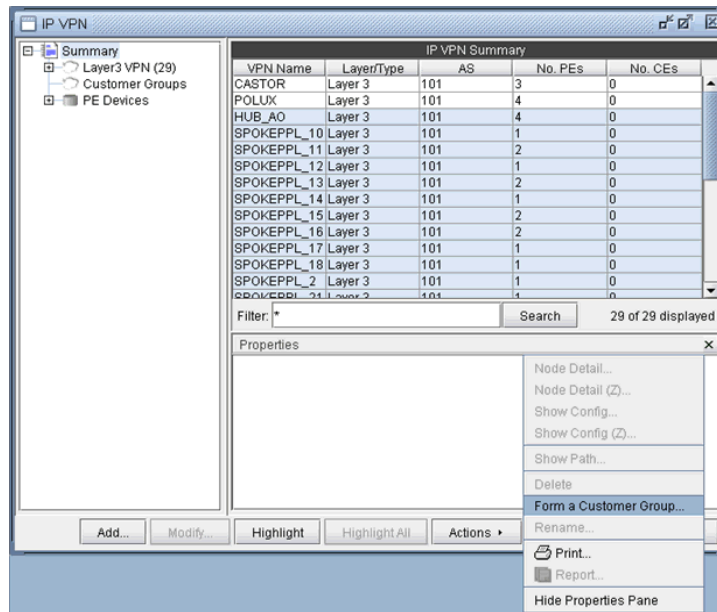 IP VPN
Summary
Layer3 VPN (29)
Customer Groups
PE Devices
IP VPN Summary
VPN Name Layer/Type AS No. PEs No. CEs
CASTOR Layer 3 101 3 0
POLUX Layer 3 101 4 0
HUB_AO Layer 3 101 4 0
SPOKEPPL_10 Layer 3 101 1 0
SPOKEPPL_11 Layer 3 101 2 0
SPOKEPPL_12 Layer 3 101 1 0
SPOKEPPL_13 Layer 3 101 2 0
SPOKEPPL_14 Layer 3 101 1 0
SPOKEPPL_15 Layer 3 101 2 0
SPOKEPPL_16 Layer 3 101 2 0
SPOKEPPL_17 Layer 3 101 1 0
SPOKEPPL_18 Layer 3 101 1 0
SPOKEPPL_2 Layer 3 101 1 0
SPOKEPPL_21 Layer 3 101 1 0
Filter: * Search 29 of 29 displayed
Properties
Node Detail...
Node Detail (Z)...
Show Config...
Show Config (Z)...
Show Path...
Delete
Form a Customer Group...
Rename...
Print...
Report...
Hide Properties Pane
Add... Modify... Highlight Highlight All Actions